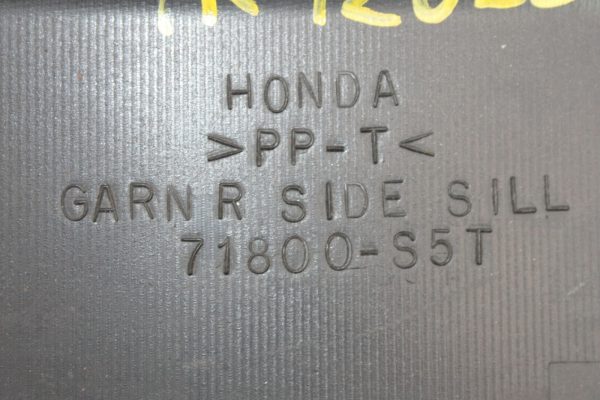 HONDA
>PP-T<
GARN R SIDE SILL
71800-S5T